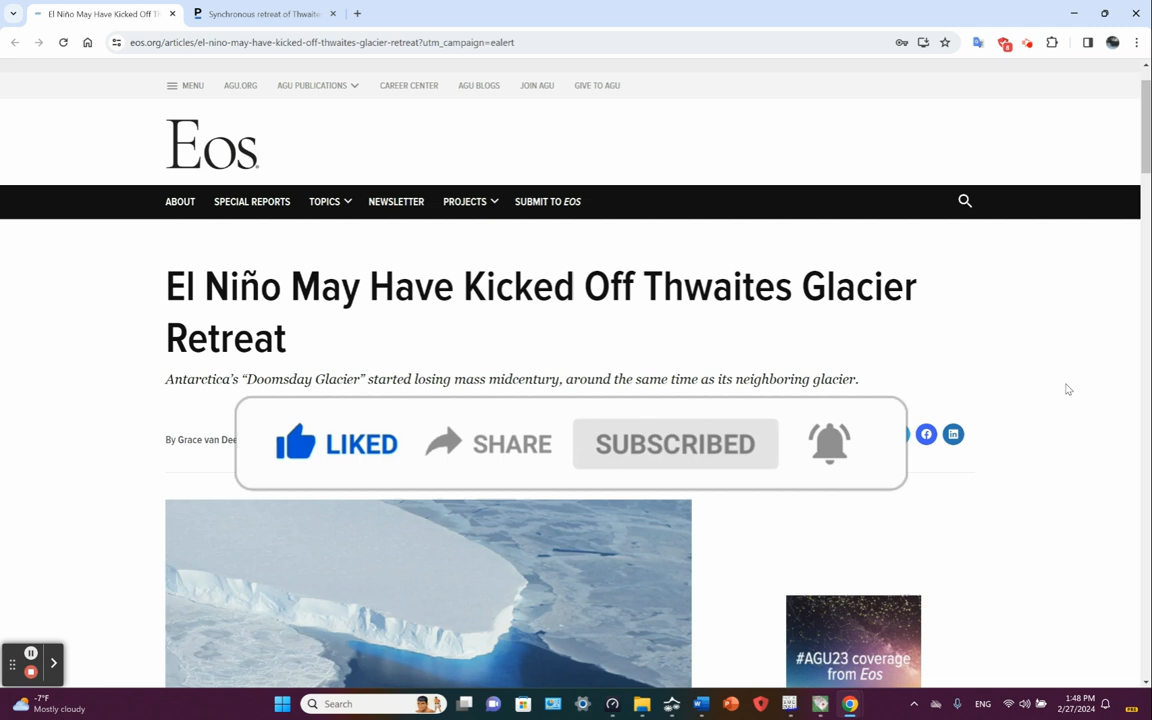 El Niño May Have Kicked Off Th
Synchronous retreat of Thwaite
eos.org/articles/el-nino-may-have-kicked-off-thwaites-glacier-retreat?utm_campaign=ealert
MENU AGU.ORG AGU PUBLICATIONS CAREER CENTER AGU BLOGS JOIN AGU GIVE TO AGU
Eos
ABOUT SPECIAL REPORTS TOPICS NEWSLETTER PROJECTS SUBMIT TO EOS
El Niño May Have Kicked Off Thwaites Glacier
Retreat
Antarctica's “Doomsday Glacier” started losing mass midcentury, around the same time as its neighboring glacier.
By Grace van Dee
LIKED SHARE SUBSCRIBED
#AGU23 coverage
from Eos
-7°F
Mostly cloudy
Search
ENG
1:48 PM
2/27/2024